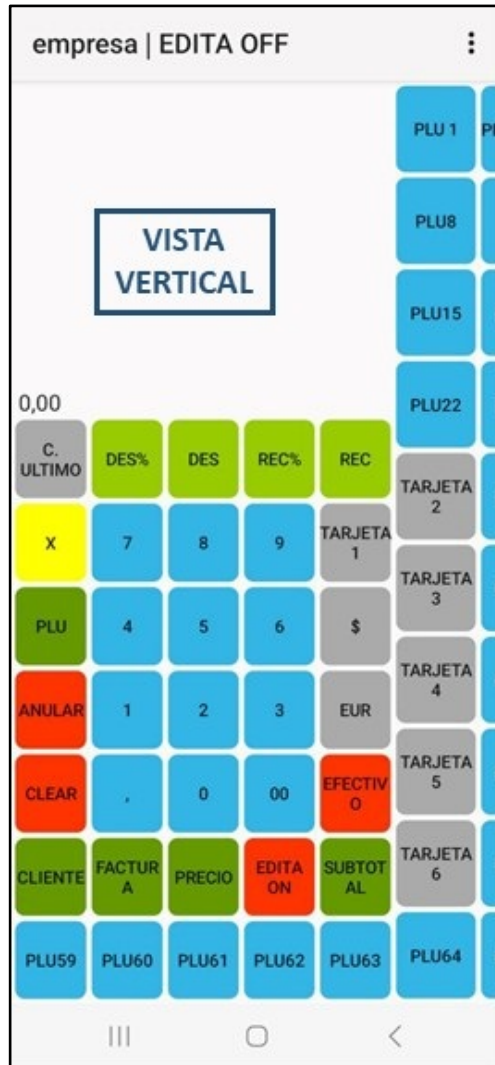 empresa | EDITA OFF
PLU 1
VISTA
VERTICAL
PLU8
PLU15
0,00
PLU22
C.
ULTIMO
DES%
DES
REC%
REC
TARJETA
2
X
7
8
9
TARJETA
1
TARJETA
3
PLU
4
5
6
$
TARJETA
4
ANULAR
1
2
3
EUR
TARJETA
5
CLEAR
,
0
00
EFECTIV
O
TARJETA
6
CLIENTE
FACTUR
A
PRECIO
EDITA
ON
SUBTOT
AL
PLU59
PLU60
PLU61
PLU62
PLU63
PLU64